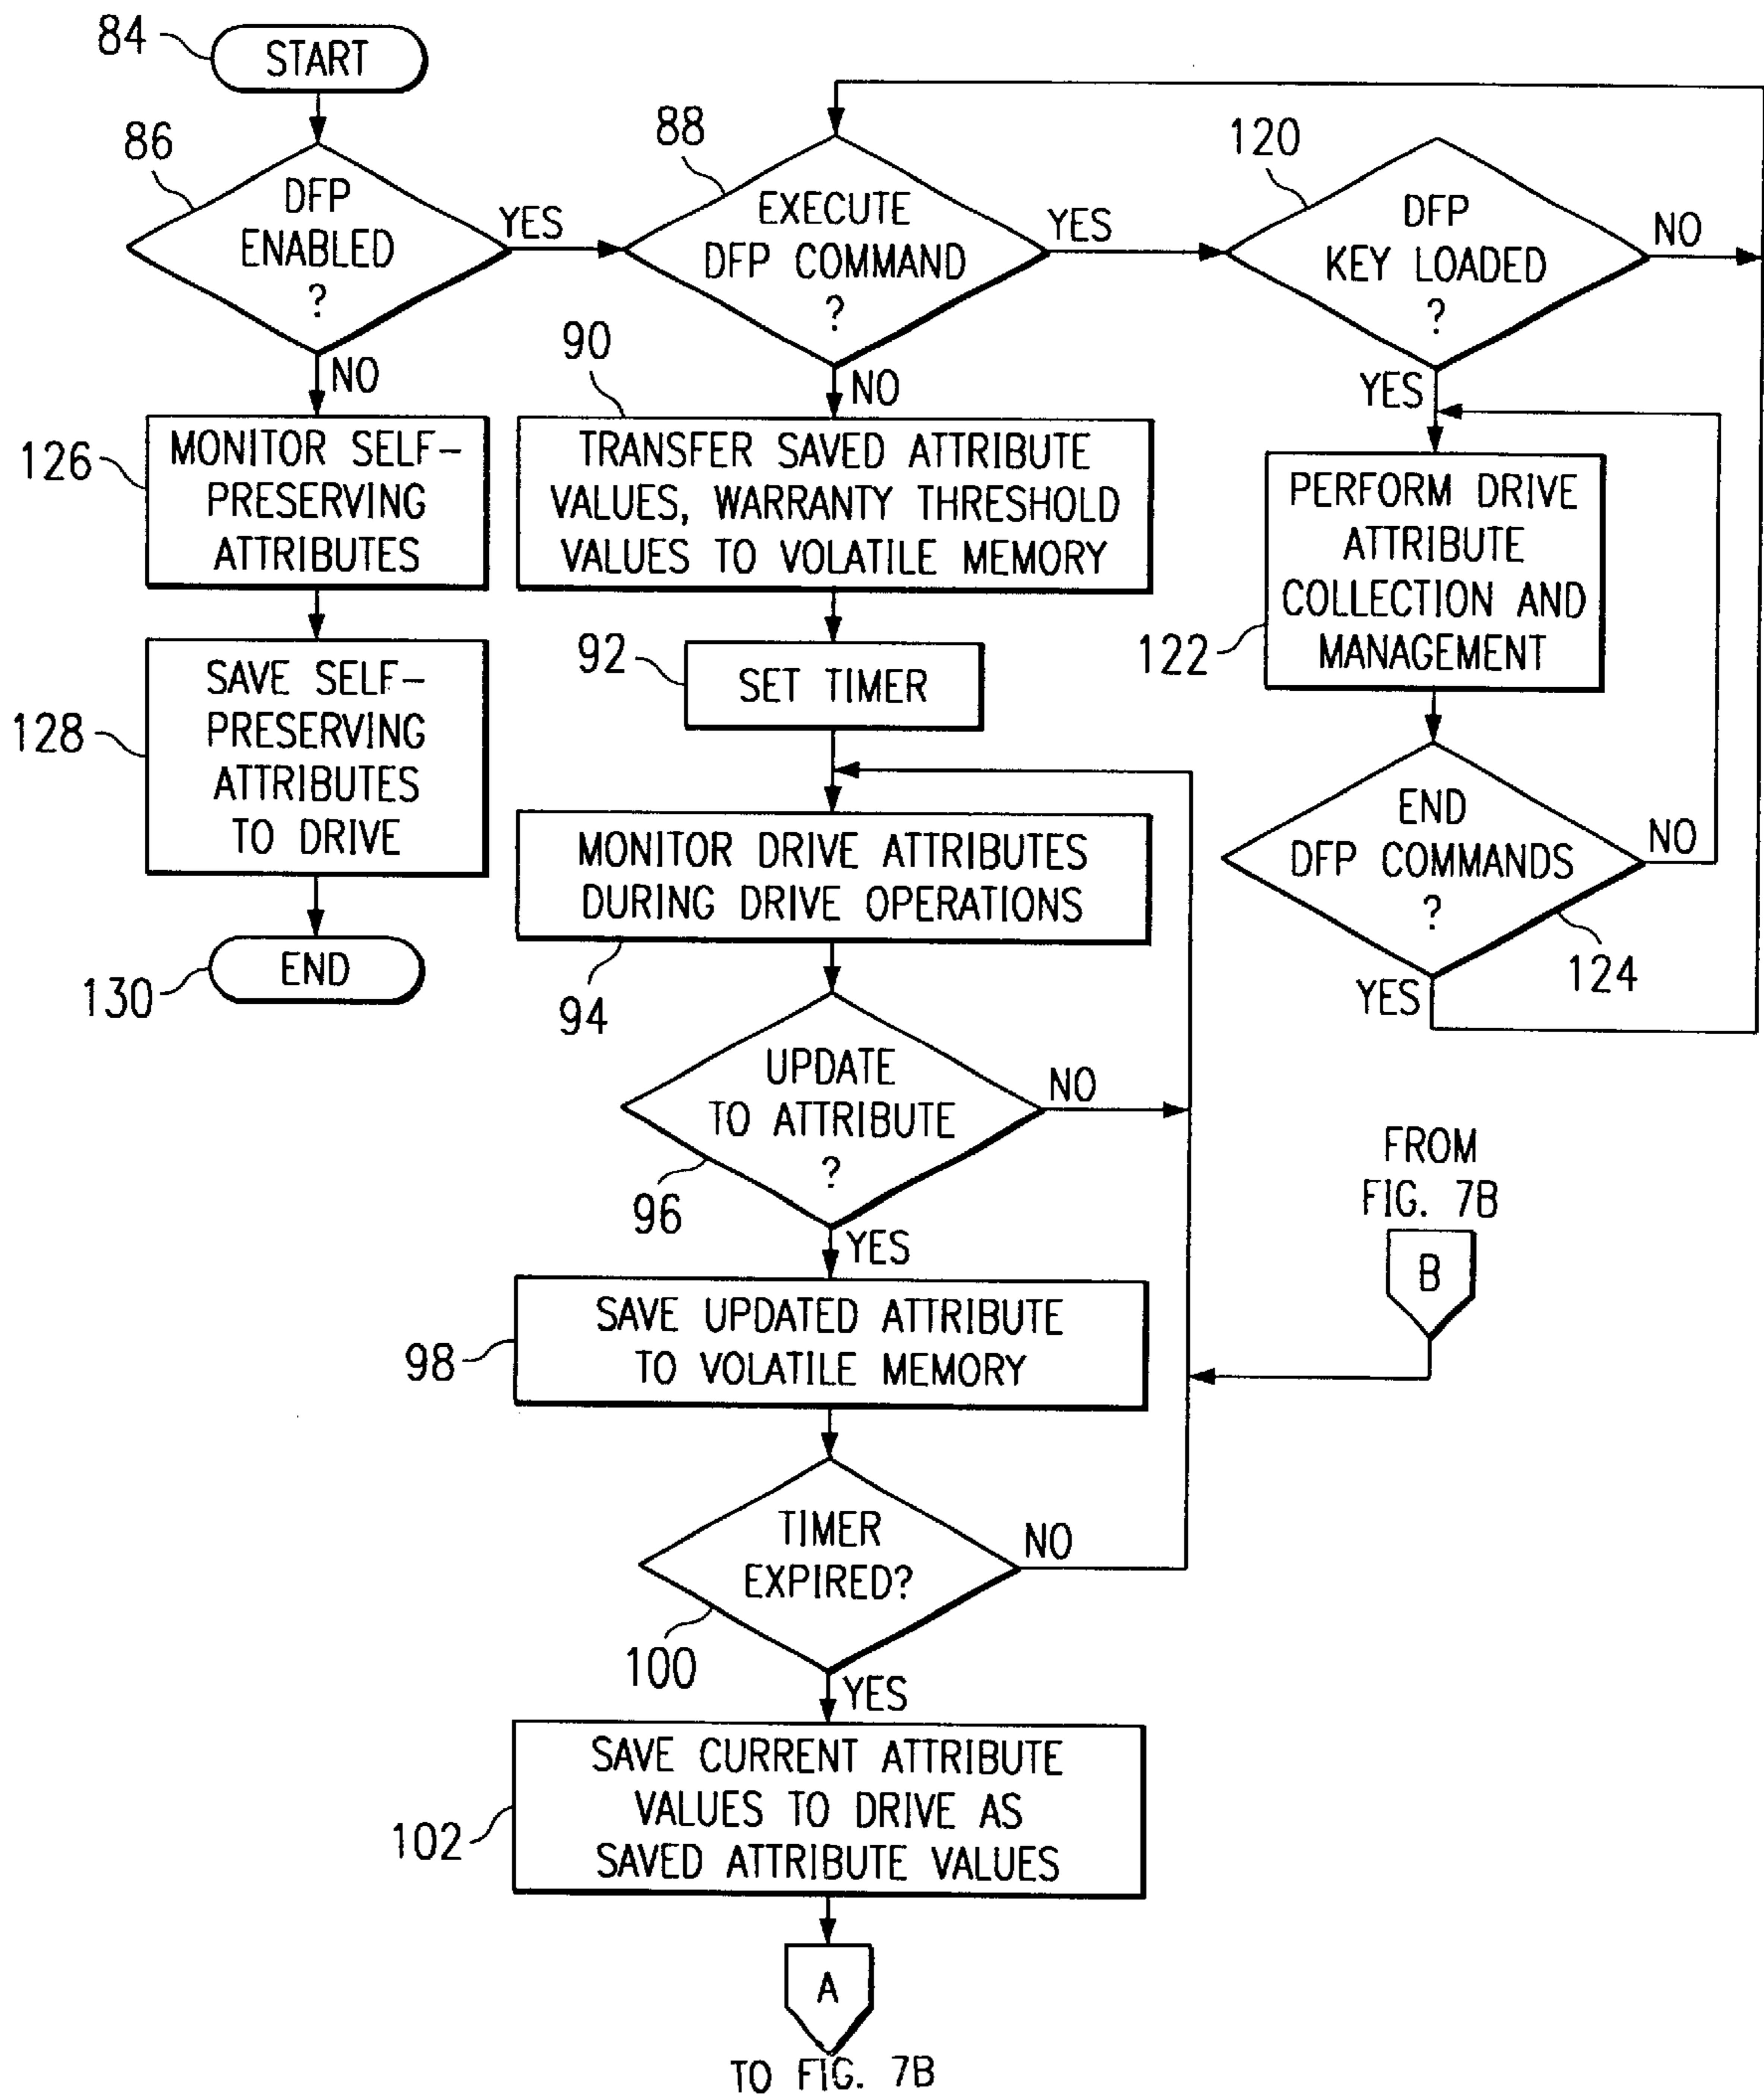 84
START
86
DFP
ENABLED
?
YES
NO
126
MONITOR SELF-
PRESERVING
ATTRIBUTES
128
SAVE SELF-
PRESERVING
ATTRIBUTES
TO DRIVE
130
END
88
EXECUTE
DFP COMMAND
?
YES
NO
90
TRANSFER SAVED ATTRIBUTE
VALUES, WARRANTY THRESHOLD
VALUES TO VOLATILE MEMORY
92
SET TIMER
MONITOR DRIVE ATTRIBUTES
DURING DRIVE OPERATIONS
94
UPDATE
TO ATTRIBUTE
?
NO
96
YES
98
SAVE UPDATED ATTRIBUTE
TO VOLATILE MEMORY
TIMER
EXPIRED?
NO
100
YES
102
SAVE CURRENT ATTRIBUTE
VALUES TO DRIVE AS
SAVED ATTRIBUTE VALUES
A
TO FIG. 7B
120
DFP
KEY LOADED
?
NO
YES
122
PERFORM DRIVE
ATTRIBUTE
COLLECTION AND
MANAGEMENT
END
DFP COMMANDS
?
NO
124
YES
FROM
FIG. 7B
B